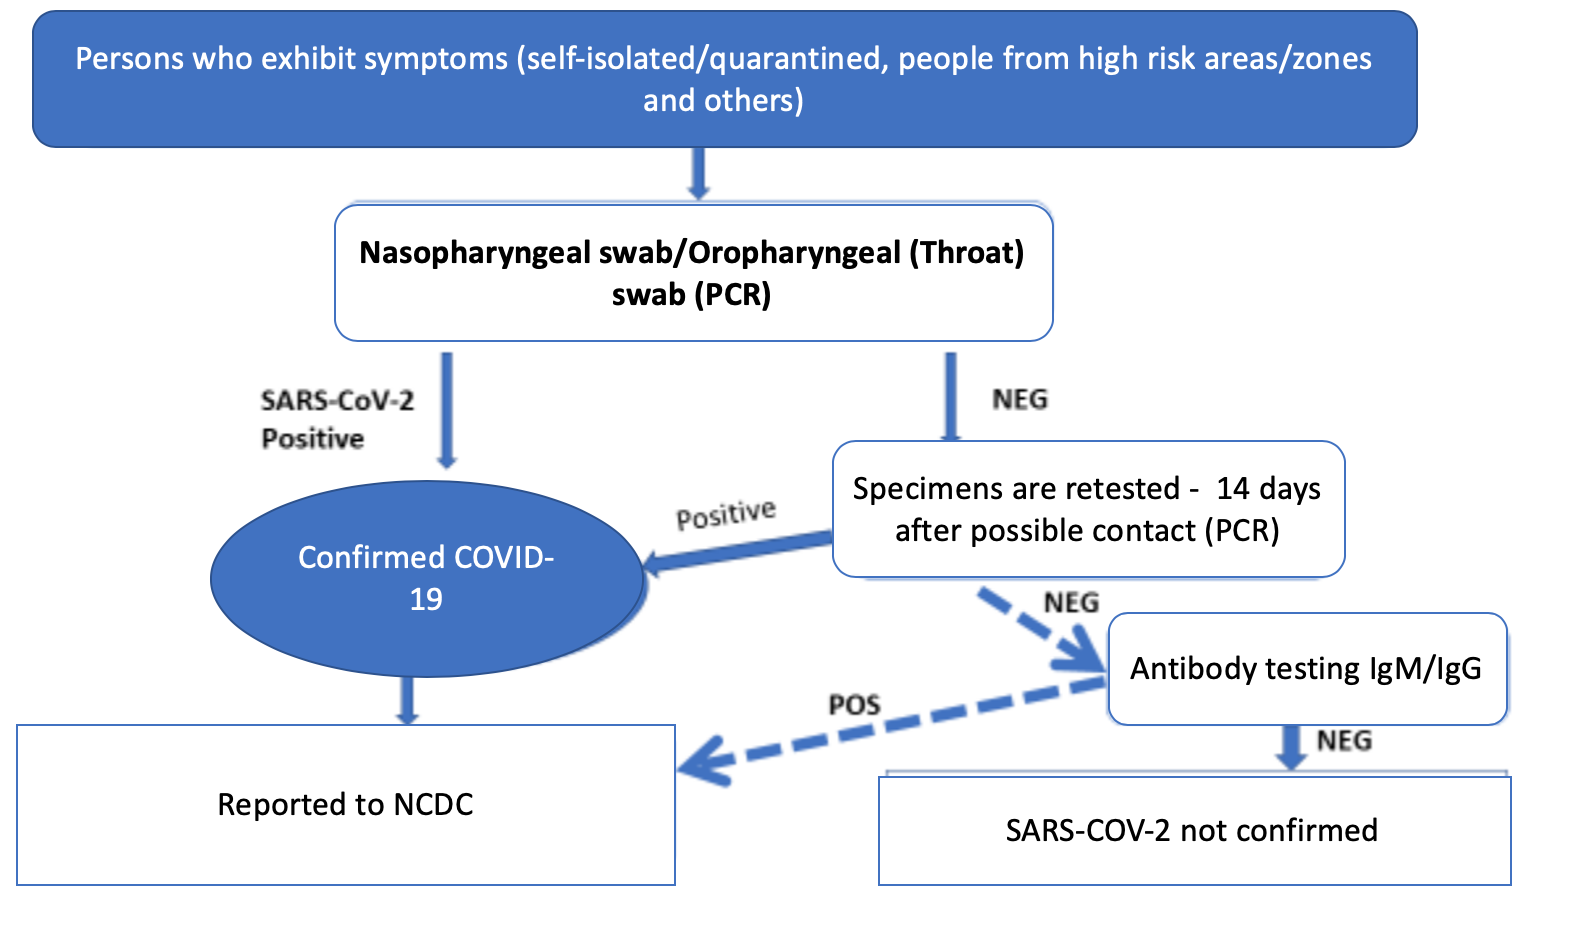 Persons who exhibit symptoms (self-isolated/quarantined, people from high risk areas/zones
and others)
Nasopharyngeal swab/Oropharyngeal (Throat)
swab (PCR)
SARS-CoV-2
Positive
NEG
Specimens are retested -  14 days
after possible contact (PCR)
Positive
Confirmed COVID-
19
NEG
Antibody testing IgM/IgG
POS
NEG
Reported to NCDC
SARS-COV-2 not confirmed